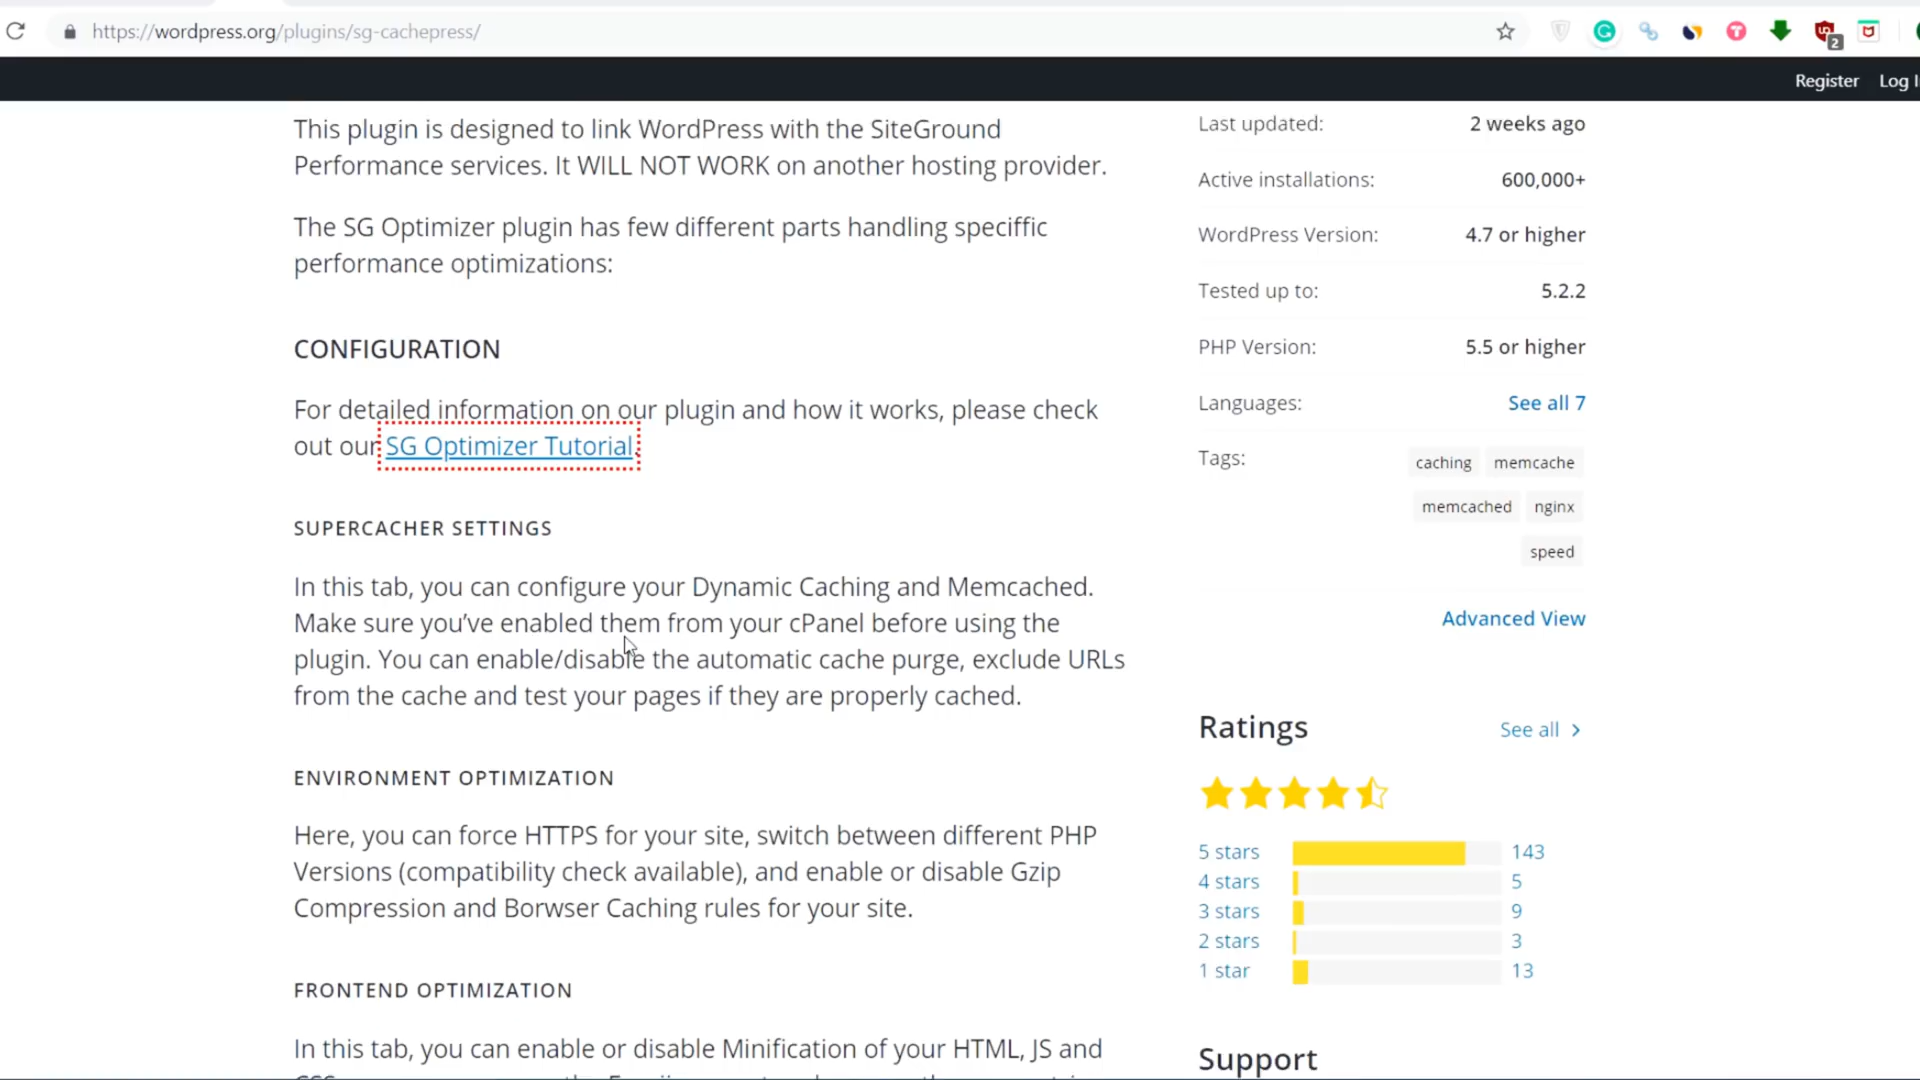 https://wordpress.org/plugins/sg-cachepress/
2
Register Log I
This plugin is designed to link WordPress with the SiteGround
Performance services. It WILL NOT WORK on another hosting provider.
The SG Optimizer plugin has few different parts handling speciffic
performance optimizations:
CONFIGURATION
For detailed information on our plugin and how it works, please check
out our SG Optimizer Tutorial.
SUPERCACHER SETTINGS
In this tab, you can configure your Dynamic Caching and Memcached.
Make sure you've enabled them from your cPanel before using the
plugin. You can enable/disable the automatic cache purge, exclude URLs
from the cache and test your pages if they are properly cached.
ENVIRONMENT OPTIMIZATION
Here, you can force HTTPS for your site, switch between different PHP
Versions (compatibility check available), and enable or disable Gzip
Compression and Borwser Caching rules for your site.
FRONTEND OPTIMIZATION
In this tab, you can enable or disable Minification of your HTML, JS and
Last updated: 2 weeks ago
Active installations: 600,000+
WordPress Version: 4.7 or higher
Tested up to: 5.2.2
PHP Version: 5.5 or higher
Languages: See all 7
Tags: caching memcache
memcached nginx
speed
Advanced View
Ratings See all
5 stars 143
4 stars 5
3 stars 9
2 stars 3
1 star 13
Support